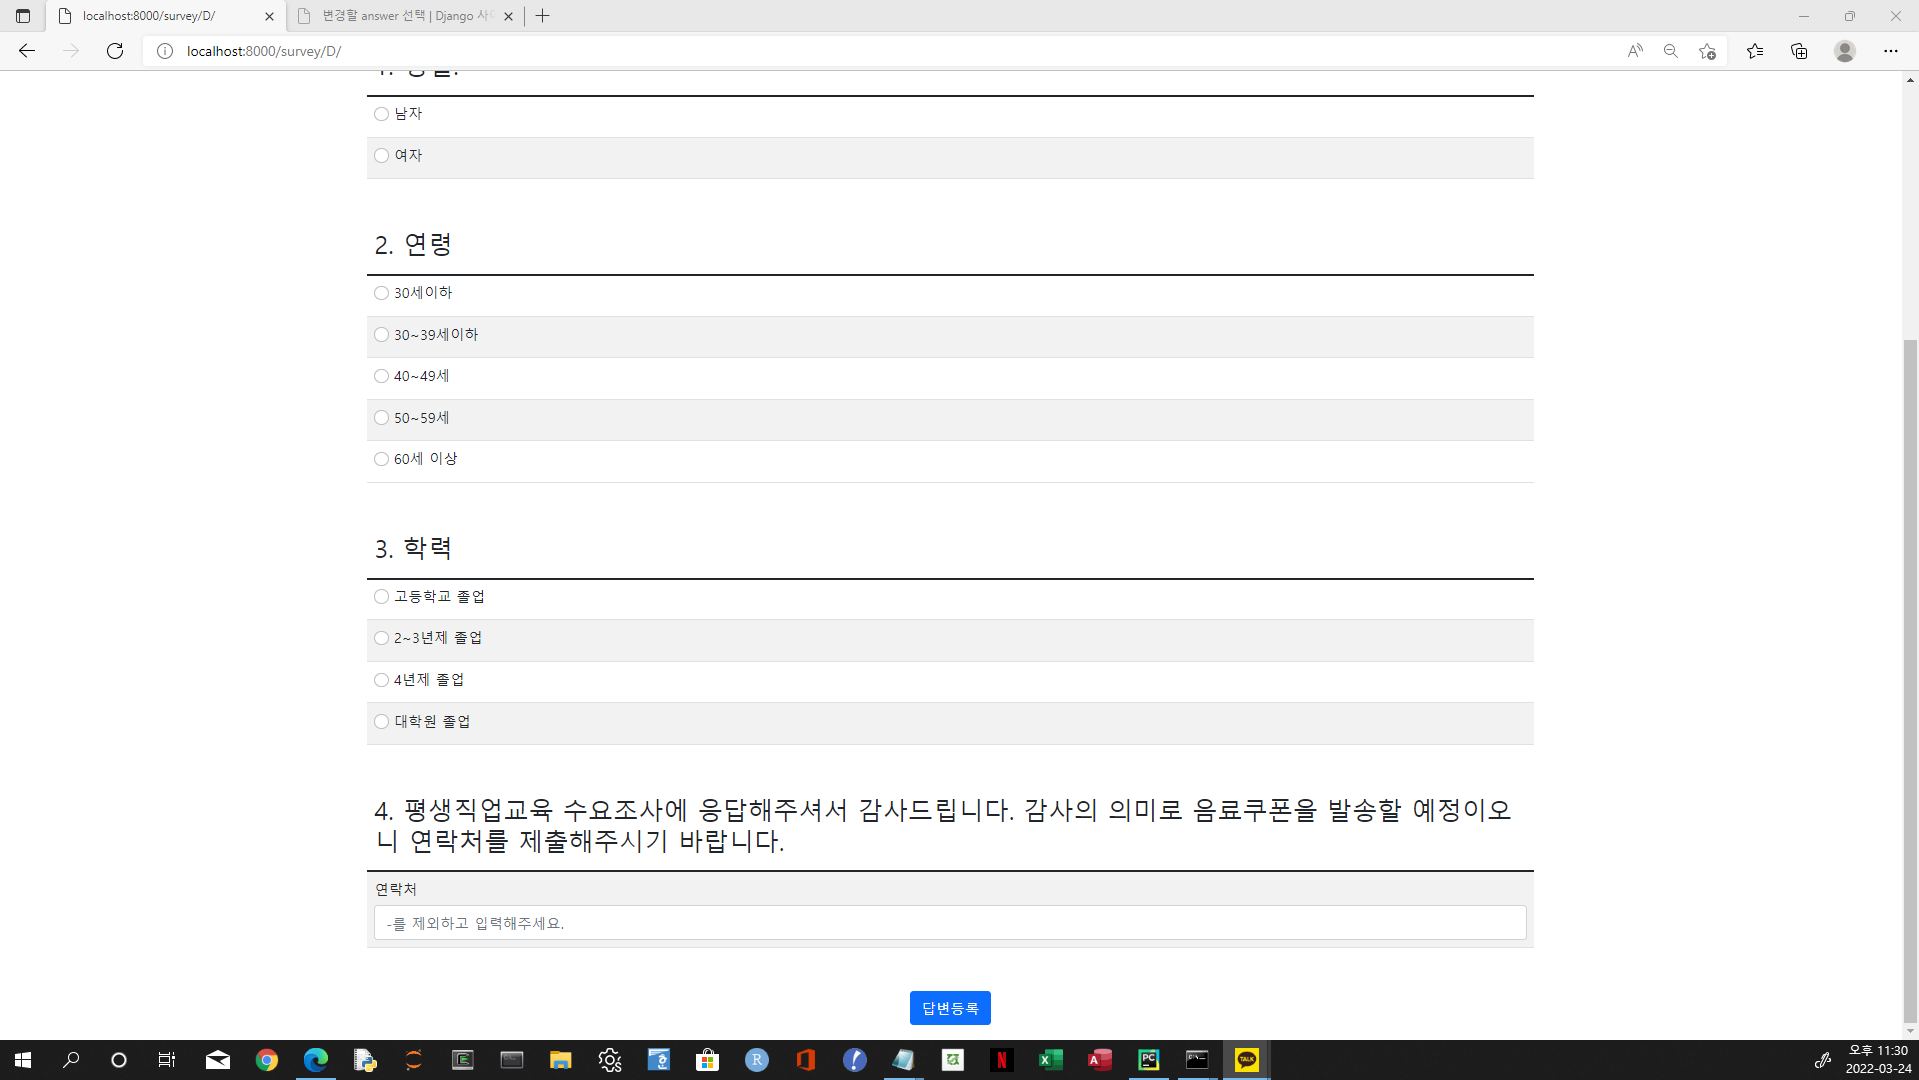 localhost:8000/survey/D/
변경할 answer 선택 | Django 사이
localhost:8000/survey/D/
남자
여자
2. 연령
30세이하
30~39세이하
40~49세
50~59세
60세 이상
3. 학력
고등학교 졸업
2~3년제 졸업
4년제 졸업
대학원 졸업
4. 평생직업교육 수요조사에 응답해주셔서 감사드립니다. 감사의 의미로 음료쿠폰을 발송할 예정이오
니 연락처를 제출해주시기 바랍니다.
연락처
-를 제외하고 입력해주세요.
답변등록
오후 11:30
2022-03-24